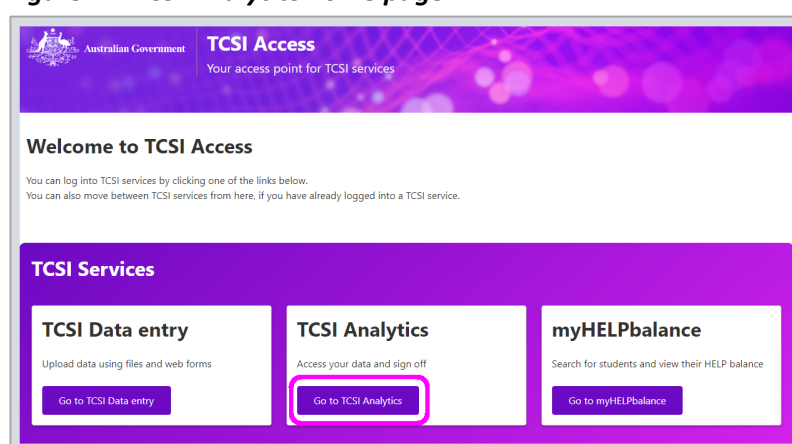 Australian Government
TCSI Access
Your access point for TCSI services
Welcome to TCSI Access
You can log into TCSI services by clicking one of the links below.
You can also move between TCSI services from here, if you have already logged into a TCSI service.
TCSI Services
TCSI Data entry
Upload data using files and web forms
Go to TCSI Data entry
TCSI Analytics
Access your data and sign off
Go to TCSI Analytics
myHELPbalance
Search for students and view their HELP balance
Go to myHELPbalance